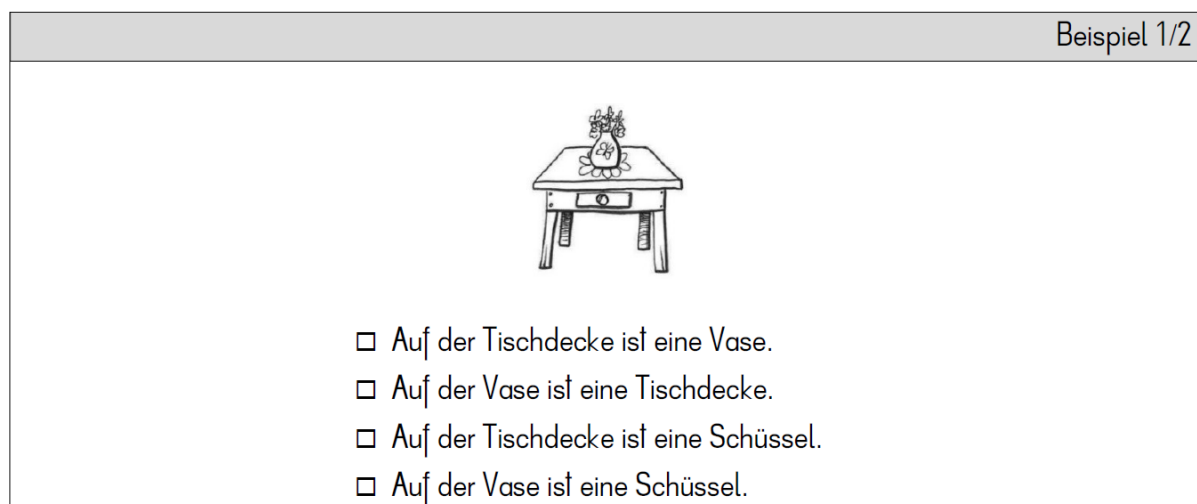 Beispiel 1/2
☐ Auf der Tischdecke ist eine Vase.
☐ Auf der Vase ist eine Tischdecke.
☐ Auf der Tischdecke ist eine Schüssel.
☐ Auf der Vase ist eine Schüssel.